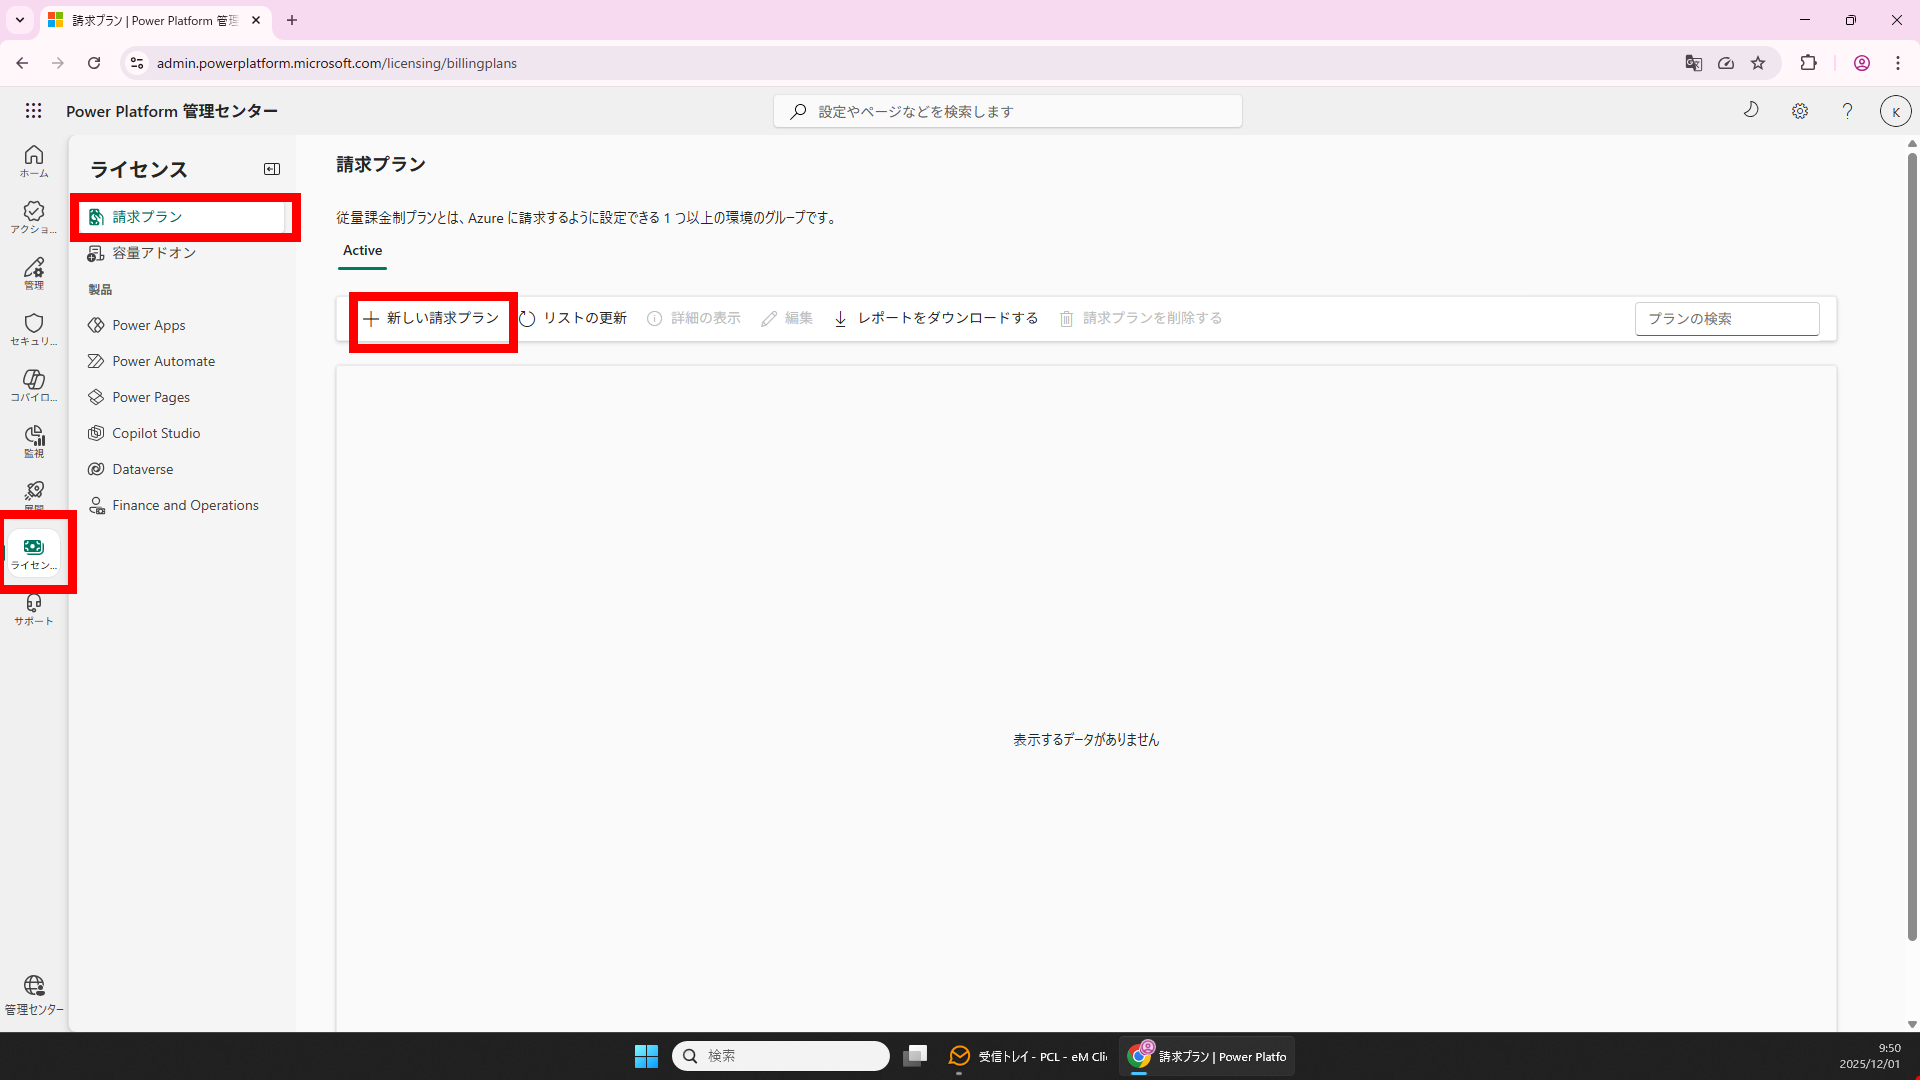 請求プラン | Power Platform 管理
admin.powerplatform.microsoft.com/licensing/billingplans
Power Platform 管理センター
設定やページなどを検索します
K
ホーム
アクショ...
管理
セキュリ...
コパイロ...
監視
展開
ライセン...
サポート
管理センター
ライセンス
請求プラン
容量アドオン
製品
Power Apps
Power Automate
Power Pages
Copilot Studio
Dataverse
Finance and Operations
請求プラン
従量課金制プランとは、Azure に請求するように設定できる 1 つ以上の環境のグループです。
Active
新しい請求プラン
リストの更新
詳細の表示
編集
レポートをダウンロードする
請求プランを削除する
プランの検索
表示するデータがありません
検索
受信トレイ - PCL - eM Clie
請求プラン | Power Platfo
9:50
2025/12/01